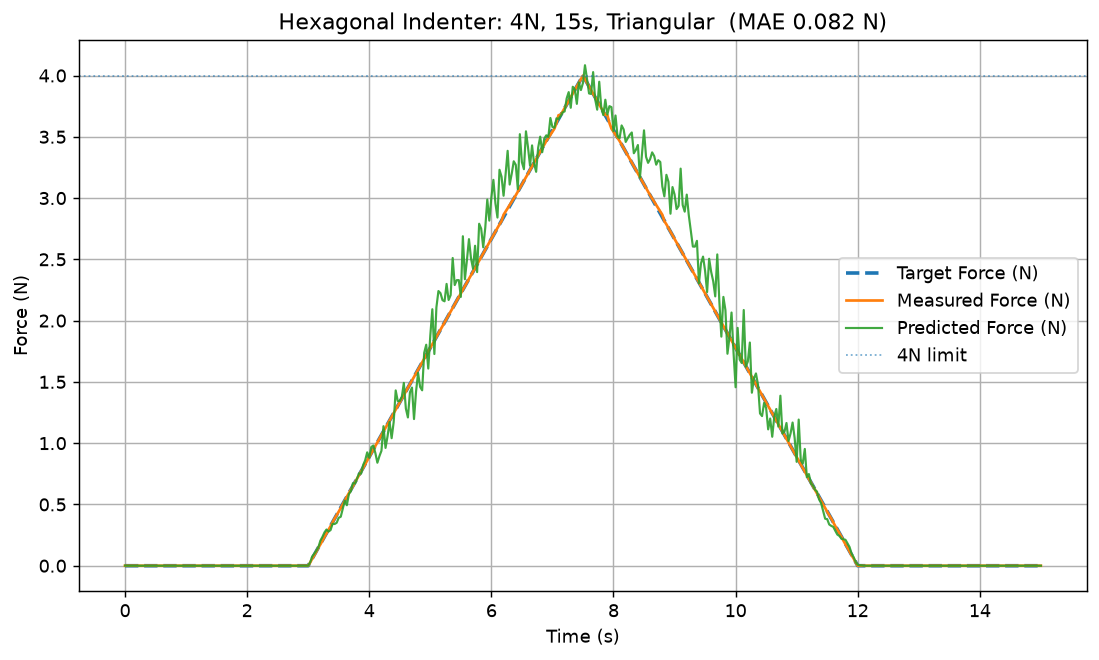 Hexagonal Indenter: 4N, 15s, Triangular  (MAE 0.082 N)
Force (N)
4.0
3.5
3.0
2.5
2.0
1.5
1.0
0.5
0.0
Target Force (N)
Measured Force (N)
Predicted Force (N)
4N limit
0 2 4 6 8 10 12 14
Time (s)